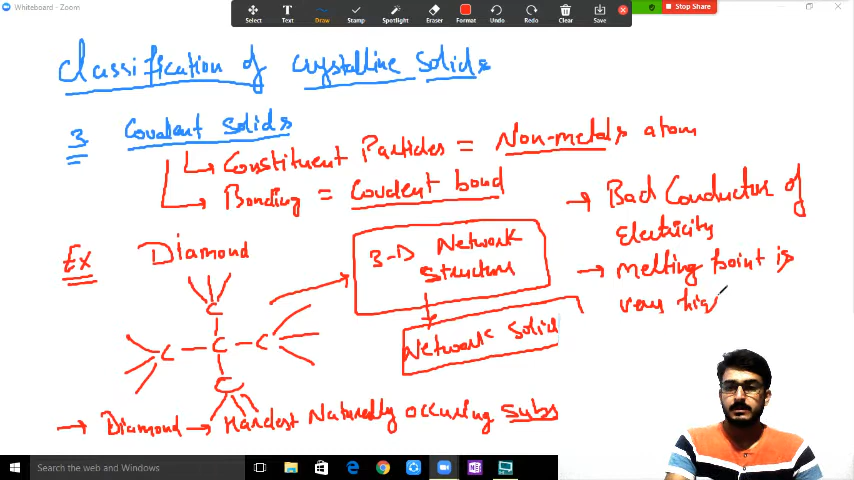 Whiteboard - Zoom
Select Text Draw Stamp Spotlight Eraser Format Undo Redo Clear Save
Stop Share
Classification of crystalline solids
3 Covalent solids
Constituent Particles = Non-metals atom
Bonding = Covalent bond
→ Bad Conductor of
Electricity
→ Melting point is
very hig
Ex Diamond
3-D Network
Structure
Network Solid
C
C - C - C
C
→ Diamond → Hardest Naturally occuring Subs
Search the web and Windows